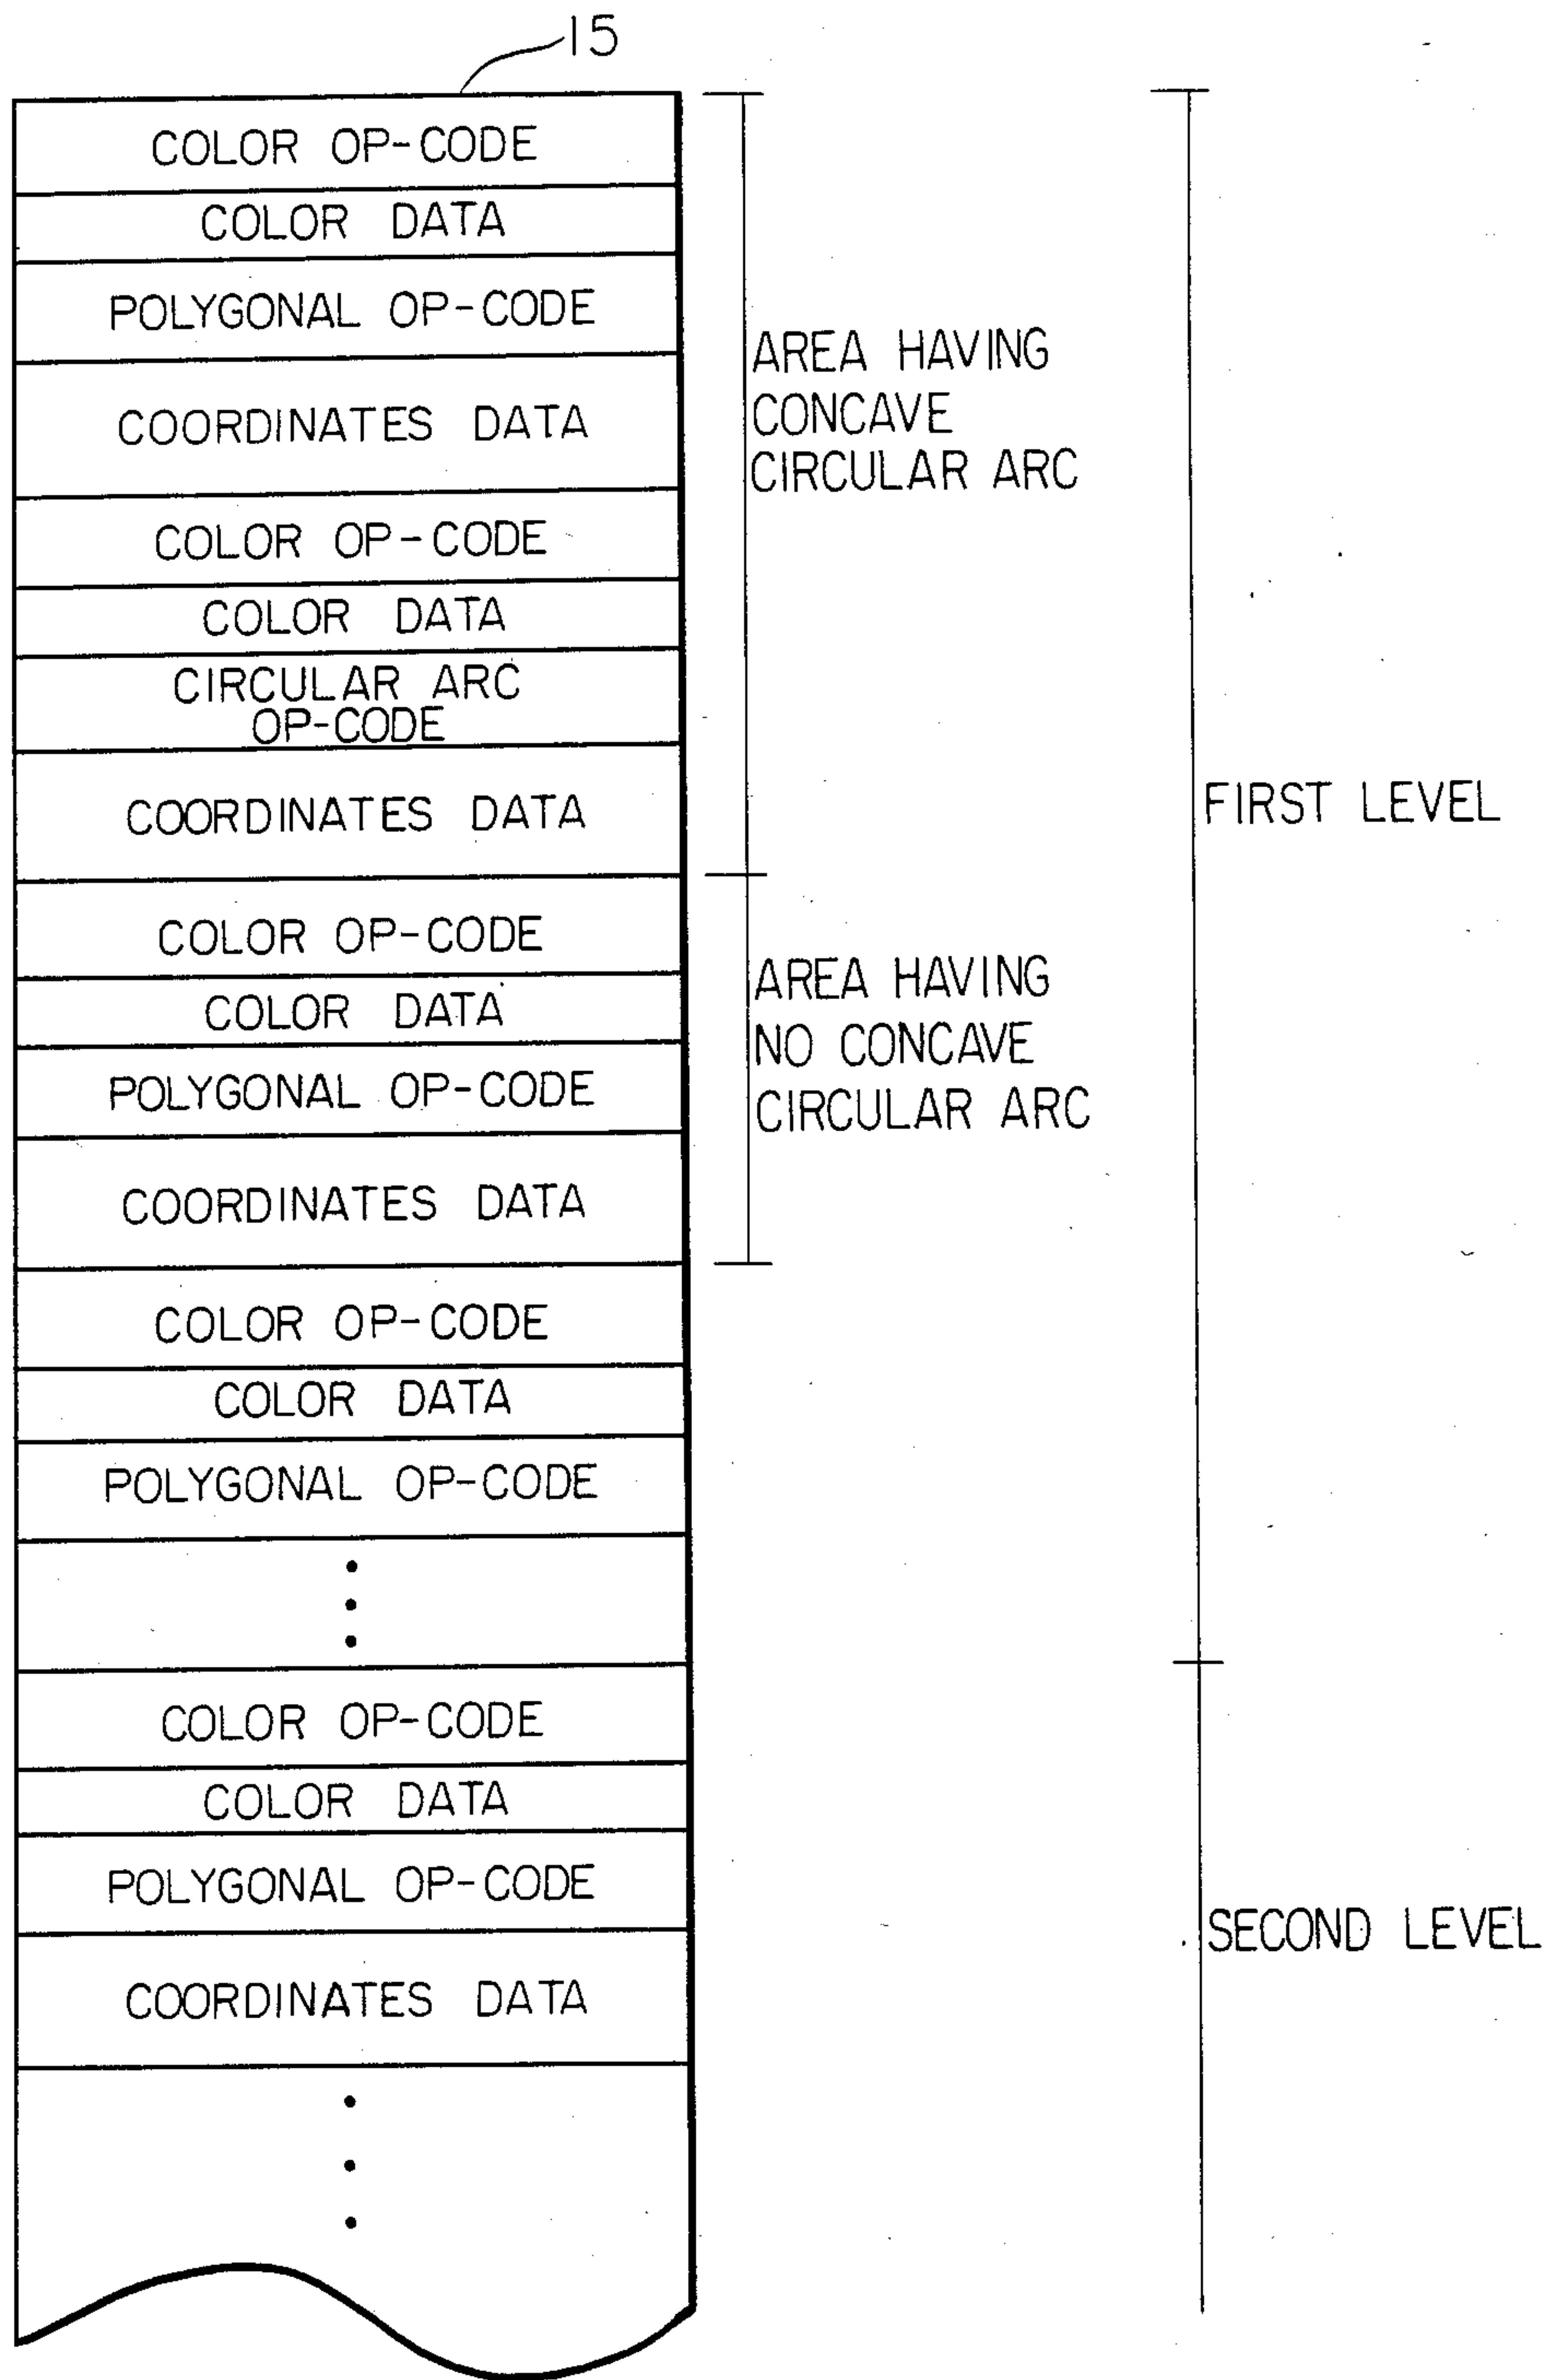 15
COLOR OP-CODE
COLOR DATA
POLYGONAL OP-CODE
COORDINATES DATA
COLOR OP-CODE
COLOR DATA
CIRCULAR ARC
OP-CODE
COORDINATES DATA
AREA HAVING
CONCAVE
CIRCULAR ARC
COLOR OP-CODE
COLOR DATA
POLYGONAL OP-CODE
COORDINATES DATA
AREA HAVING
NO CONCAVE
CIRCULAR ARC
COLOR OP-CODE
COLOR DATA
POLYGONAL OP-CODE
FIRST LEVEL
COLOR OP-CODE
COLOR DATA
POLYGONAL OP-CODE
COORDINATES DATA
SECOND LEVEL